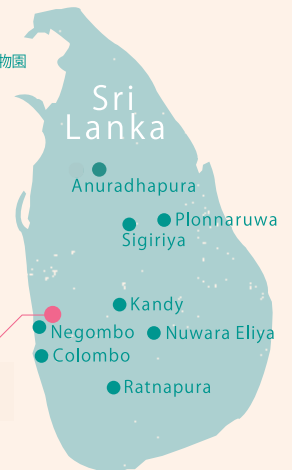 物園
Sri
Lanka
Anuradhapura
Plonnaruwa
Sigiriya
Kandy
Negombo
Nuwara Eliya
Colombo
Ratnapura